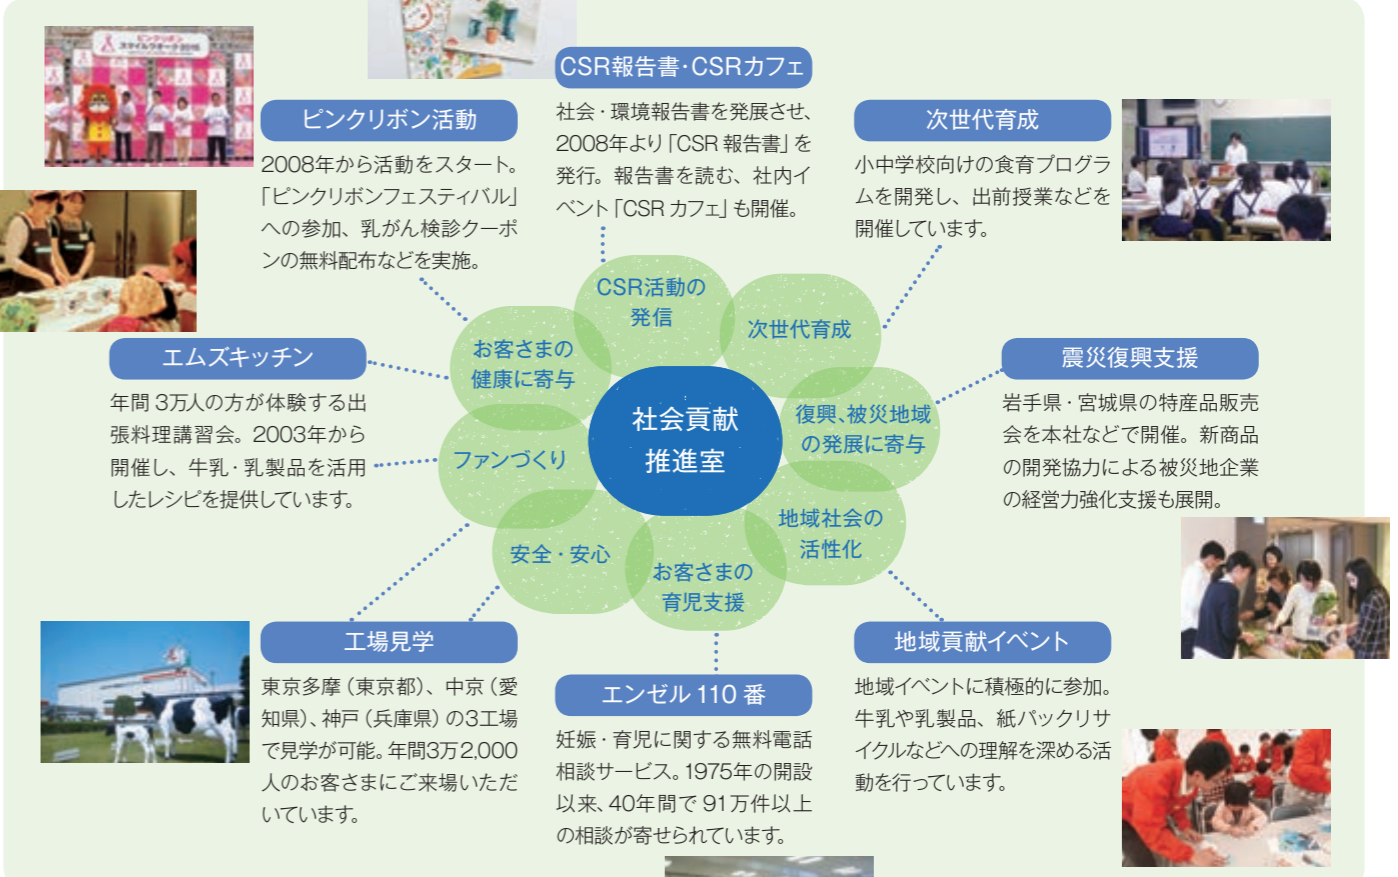 ピンクリボン
スマイルウオーク2015
CSR報告書・CSRカフェ
社会・環境報告書を発展させ、
2008年より「CSR 報告書」を
発行。報告書を読む、社内イ
ベント「CSR カフェ」も開催。
ピンクリボン活動
2008年から活動をスタート。
「ピンクリボンフェスティバル」
への参加、乳がん検診クーポ
ンの無料配布などを実施。
次世代育成
小中学校向けの食育プログラ
ムを開発し、出前授業などを
開催しています。
エムズキッチン
年間 3万人の方が体験する出
張料理講習会。2003年から
開催し、牛乳・乳製品を活用
したレシピを提供しています。
CSR活動の
発信
次世代育成
お客さまの
健康に寄与
社会貢献
推進室
復興、被災地域
の発展に寄与
ファンづくり
地域社会の
活性化
安全・安心
お客さまの
育児支援
震災復興支援
岩手県・宮城県の特産品販売
会を本社などで開催。新商品
の開発協力による被災地企業
の経営力強化支援も展開。
工場見学
東京多摩（東京都）、中京（愛
知県）、神戸（兵庫県）の3工場
で見学が可能。年間3万2,000
人のお客さまにご来場いただ
いています。
エンゼル 110 番
妊娠・育児に関する無料電話
相談サービス。1975年の開設
以来、40年間で 91万件以上
の相談が寄せられています。
地域貢献イベント
地域イベントに積極的に参加。
牛乳や乳製品、紙パックリサ
イクルなどへの理解を深める活
動を行っています。